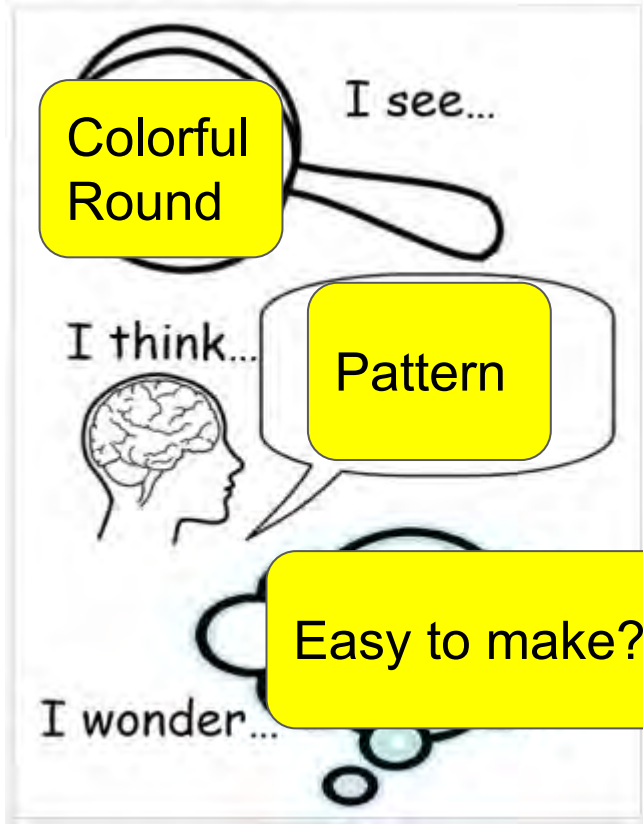 I see...
Colorful
Round
I think...
Pattern
Easy to make?
I wonder...